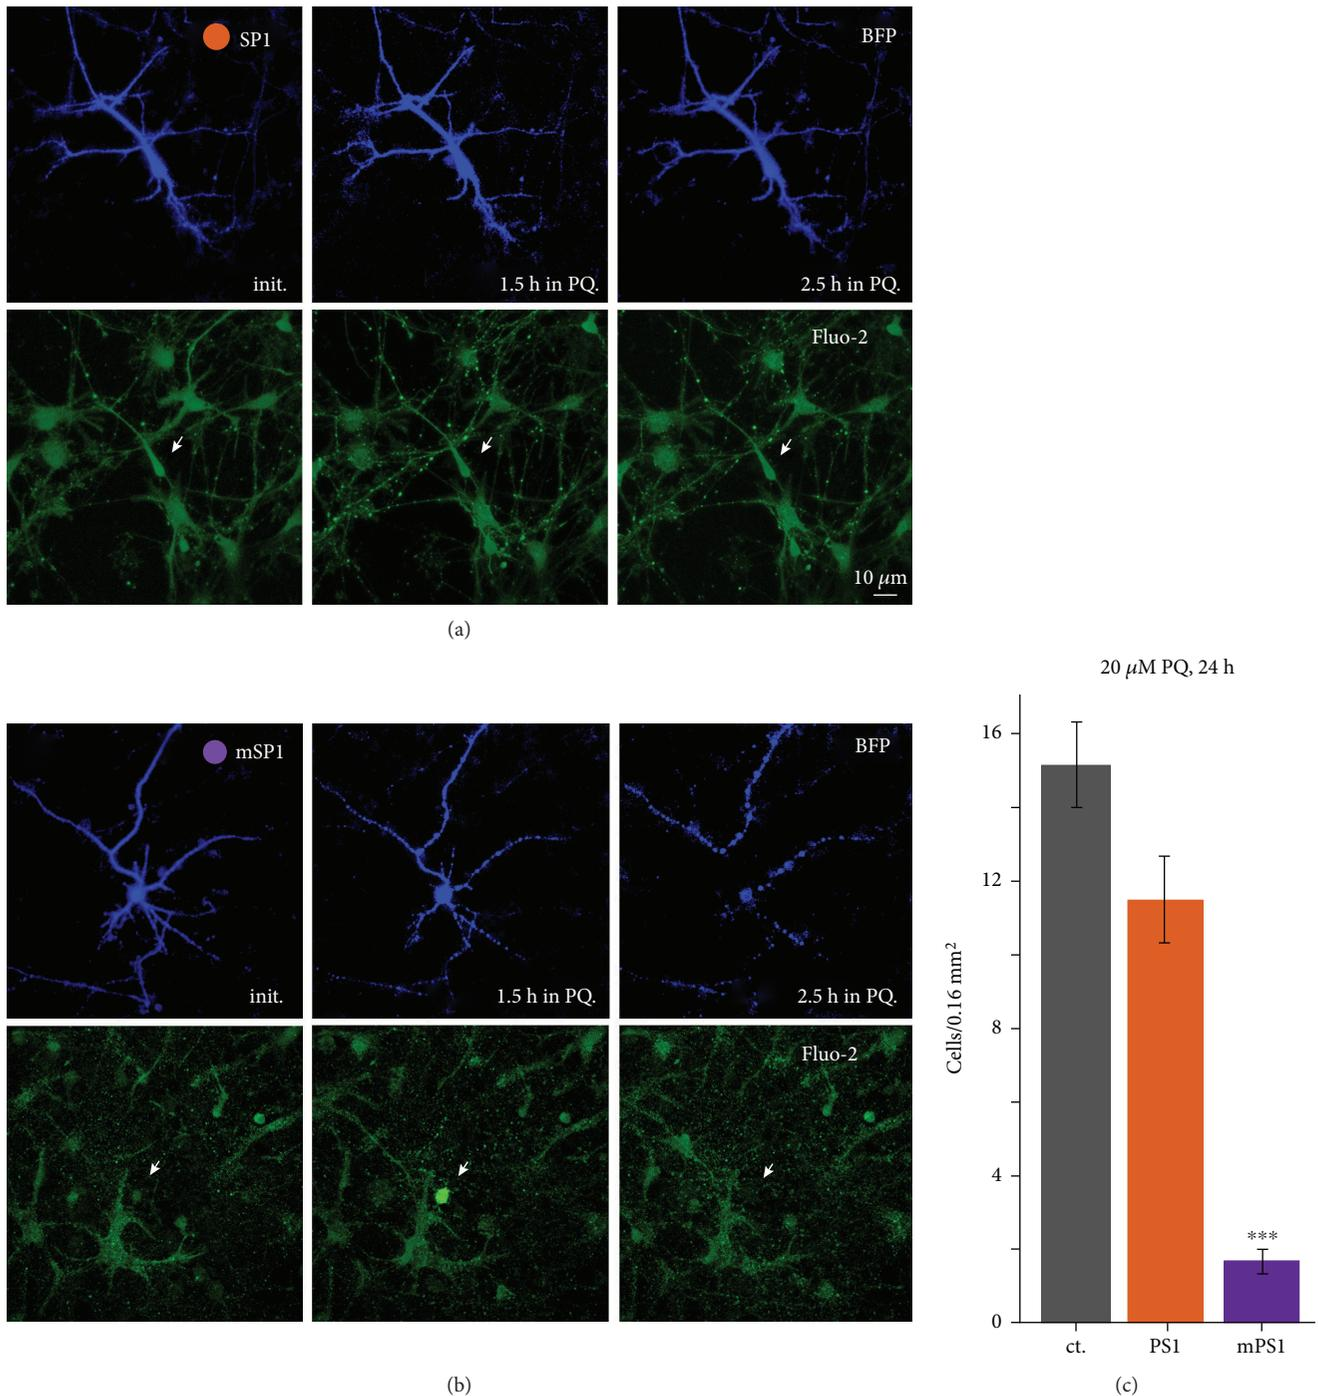 SP1
BFP
init.
1.5 h in PQ.
2.5 h in PQ.
Fluo-2
10 μm
(a)
mSP1
BFP
init.
1.5 h in PQ.
2.5 h in PQ.
Fluo-2
(b)
20 μM PQ, 24 h
16
12
8
4
0
Cells/0.16 mm²
***
ct.
PS1
mPS1
(c)